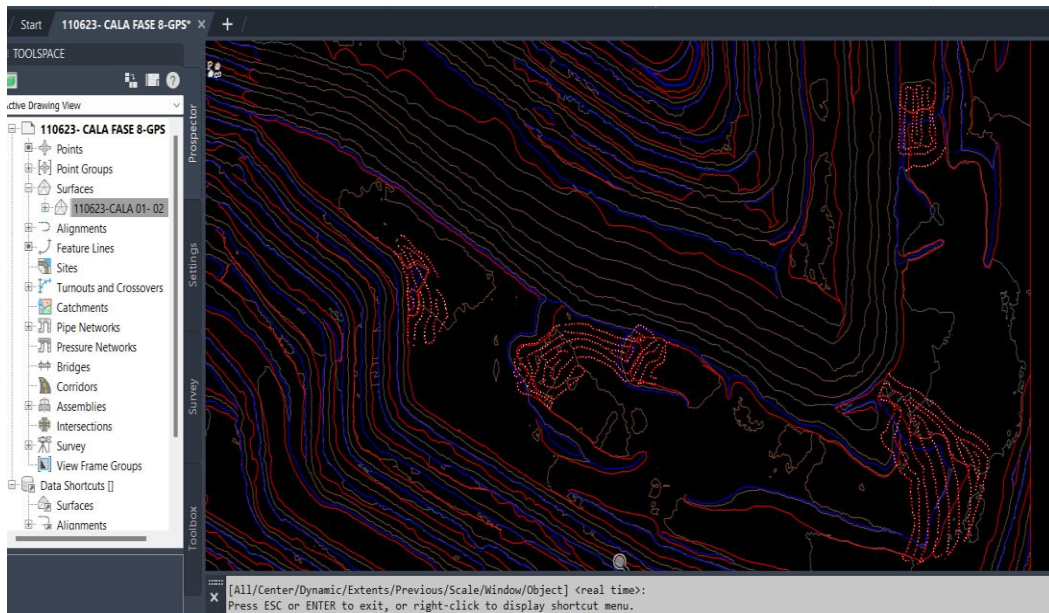 Start
110623- CALA FASE 8-GPS*
TOOLSPACE
Active Drawing View
110623- CALA FASE 8-GPS
Points
Point Groups
Surfaces
110623-CALA 01- 02
Alignments
Feature Lines
Sites
Turnouts and Crossovers
Catchments
Pipe Networks
Pressure Networks
Bridges
Corridors
Assemblies
Intersections
Survey
View Frame Groups
Data Shortcuts []
Surfaces
Alignments
Prospector
Settings
Survey
Toolbox
[All/Center/Dynamic/Extents/Previous/Scale/Window/Object] <real time>:
Press ESC or ENTER to exit, or right-click to display shortcut menu.